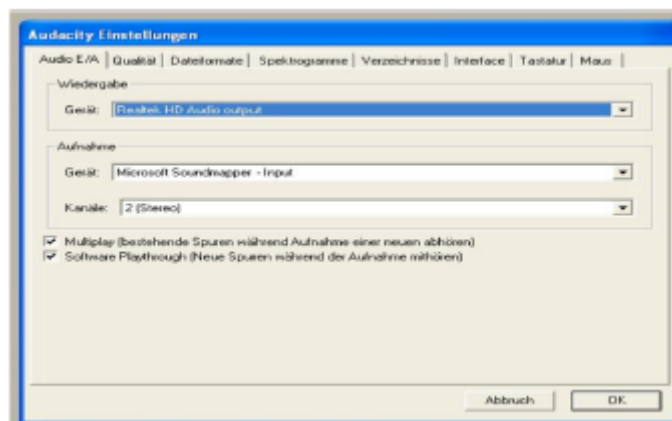 Audacity Einstellungen
Audio E/A Qualität Dateiformate Spektrogramme Verzeichnisse Interface Tastatur Maus
Wiedergabe
Gerät: Realtek HD Audio output
Aufnahme
Gerät: Microsoft Soundmapper - Input
Kanäle: 2 (Stereo)
Multiplay (bestehende Spuren während Aufnahme einer neuen abhören)
Software Playthrough (Neue Spuren während der Aufnahme mithören)
Abbruch OK